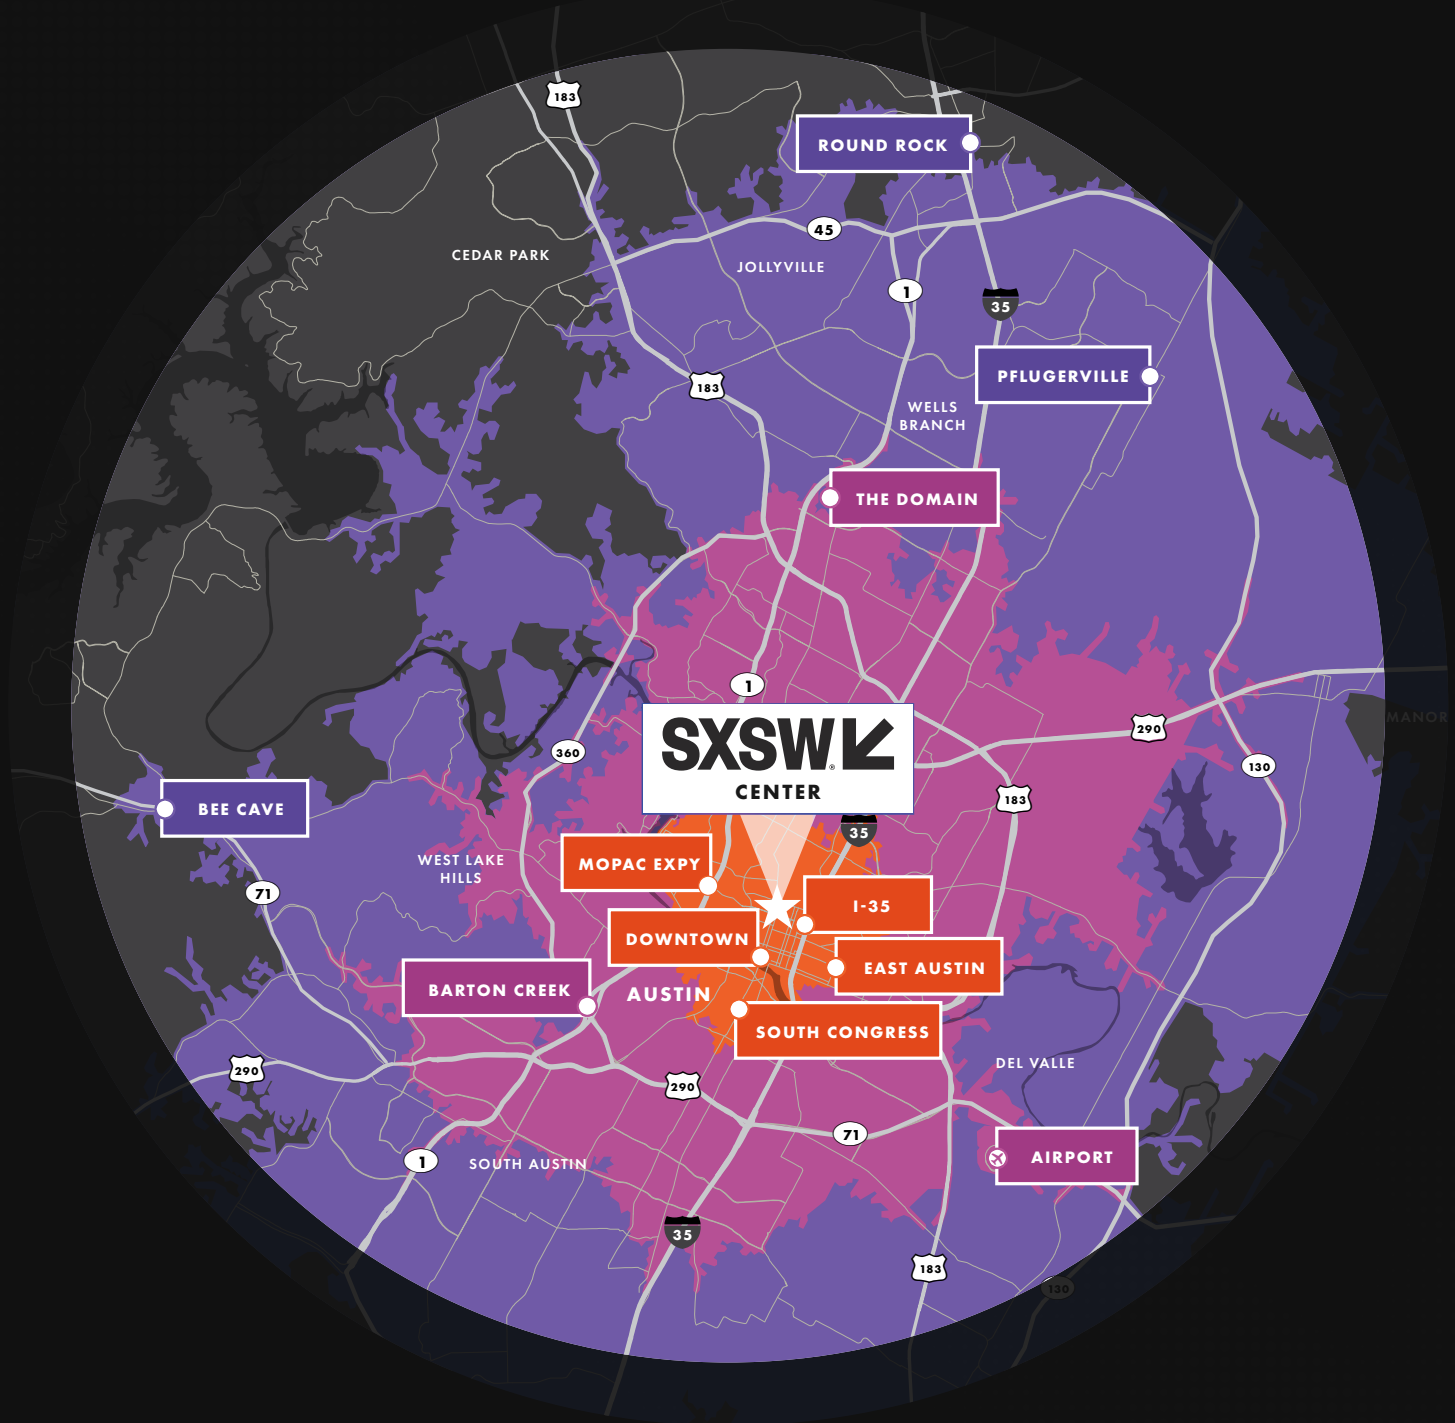 183
ROUND ROCK
45
CEDAR PARK
JOLLYVILLE
1
35
PFLUGERVILLE
183
WELLS
BRANCH
THE DOMAIN
1
SXSW®
CENTER
MANOR
290
360
130
183
BEE CAVE
35
MOPAC EXPY
WEST LAKE
HILLS
71
I-35
DOWNTOWN
EAST AUSTIN
BARTON CREEK
AUSTIN
SOUTH CONGRESS
290
DEL VALLE
290
71
1
SOUTH AUSTIN
AIRPORT
35
183
130